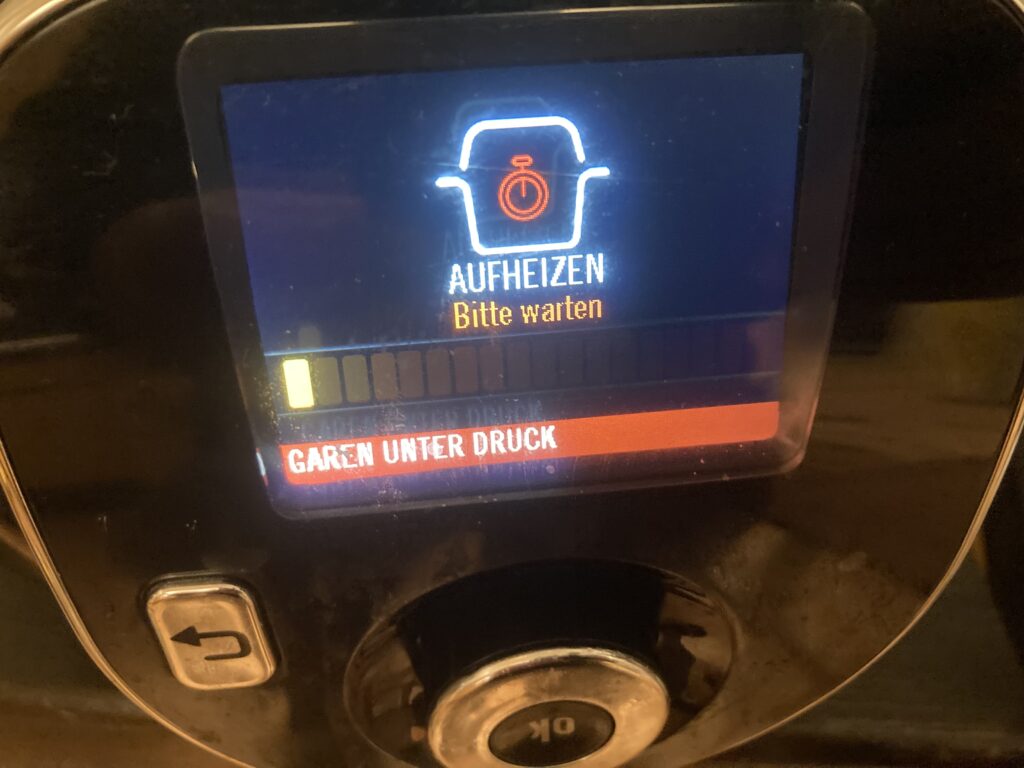 AUFHEIZEN
Bitte warten
GAREN UNTER DRUCK
ok